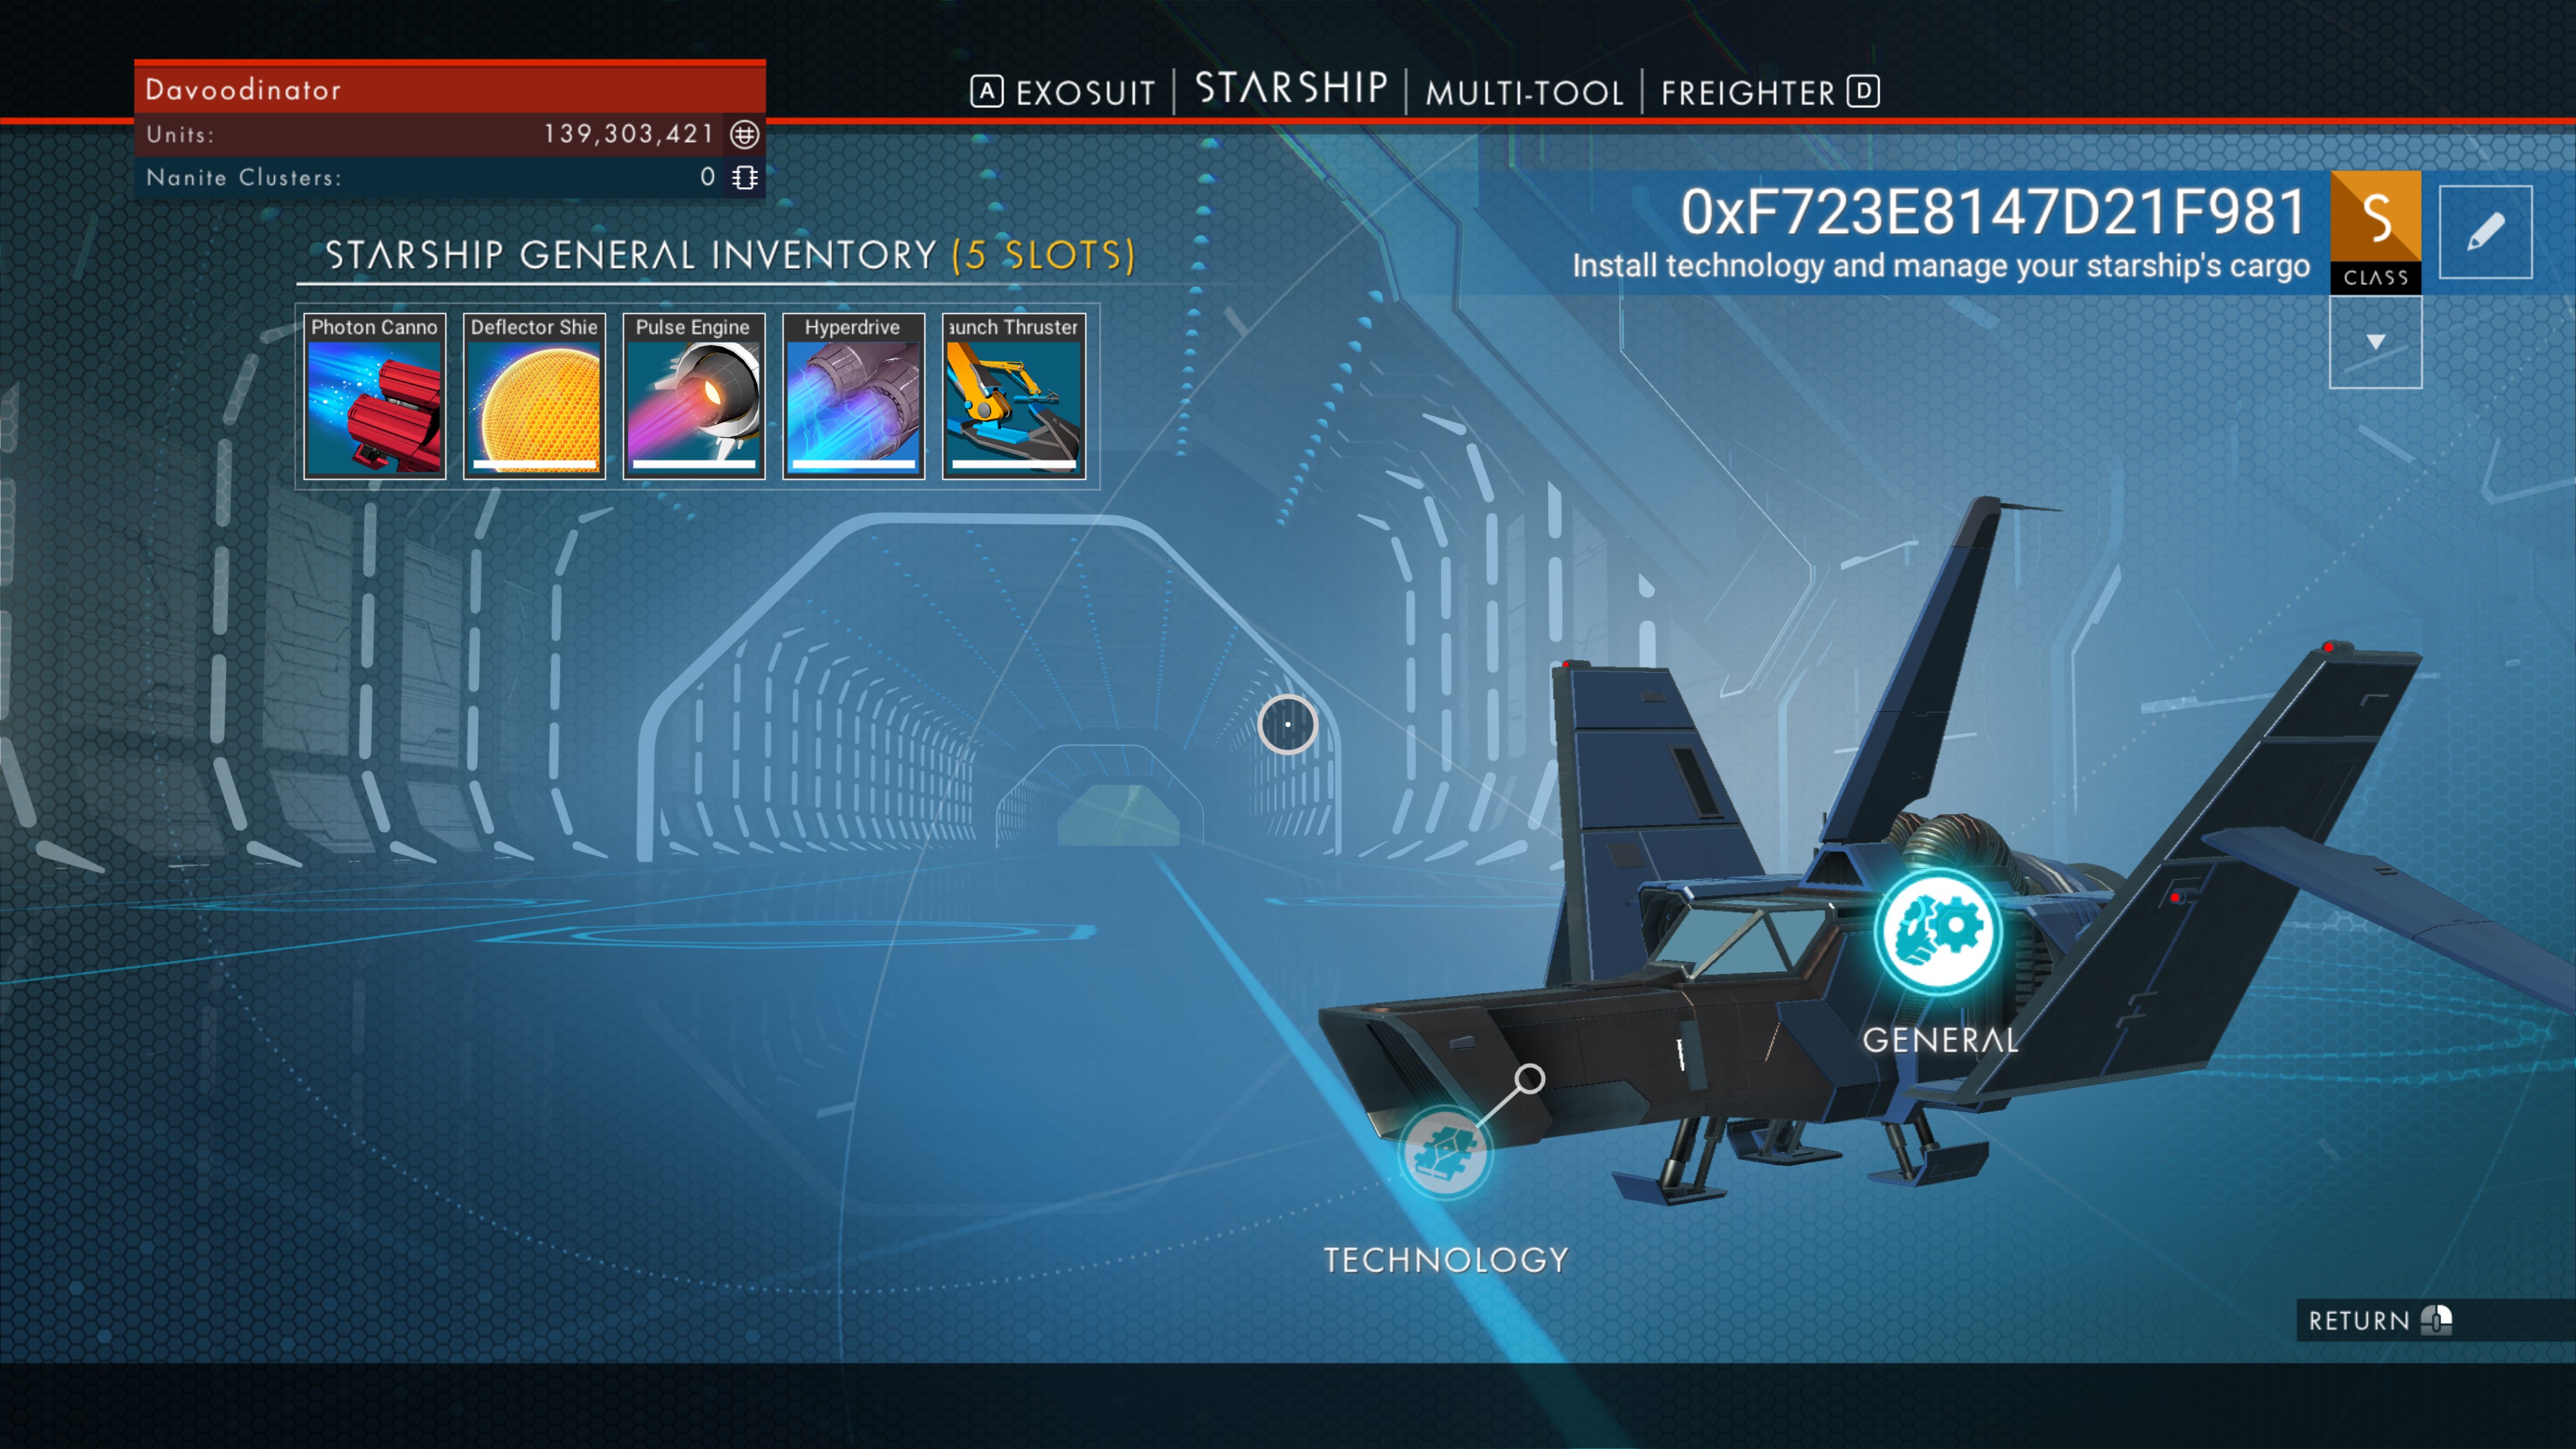 Davoodinator
Units: 139,303,421
Nanite Clusters: 0
A EXOSUIT STARSHIP MULTI-TOOL FREIGHTER D
0xF723E8147D21F981
Install technology and manage your starship's cargo
S
CLASS
STARSHIP GENERAL INVENTORY (5 SLOTS)
Photon Canno
Deflector Shie
Pulse Engine
Hyperdrive
aunch Thruster
GENERAL
TECHNOLOGY
RETURN